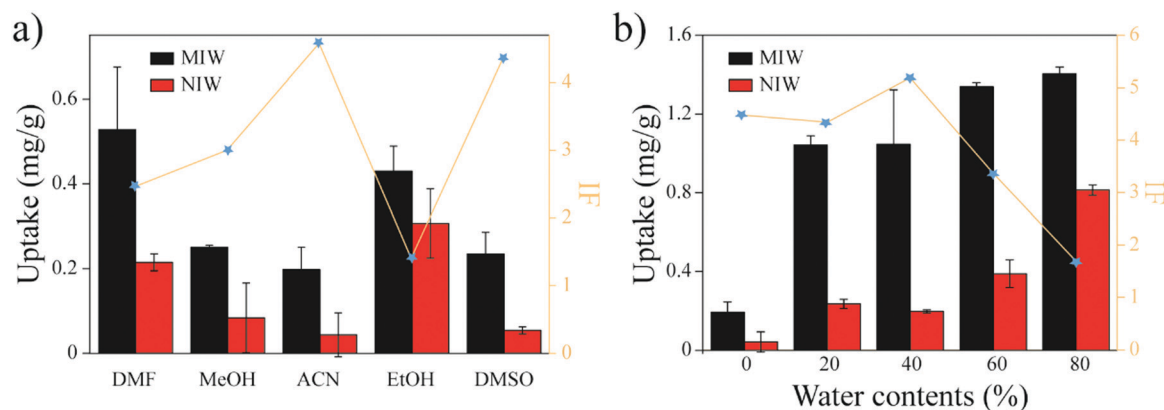 a)
MIW
NIW
Uptake (mg/g)
0.6
0.4
0.2
0
4
3
2
1
0
IF
DMF MeOH ACN EtOH DMSO
b)
MIW
NIW
Uptake (mg/g)
1.6
1.2
0.8
0.4
0
6
5
4
3
2
1
0
IF
0 20 40 60 80
Water contents (%)